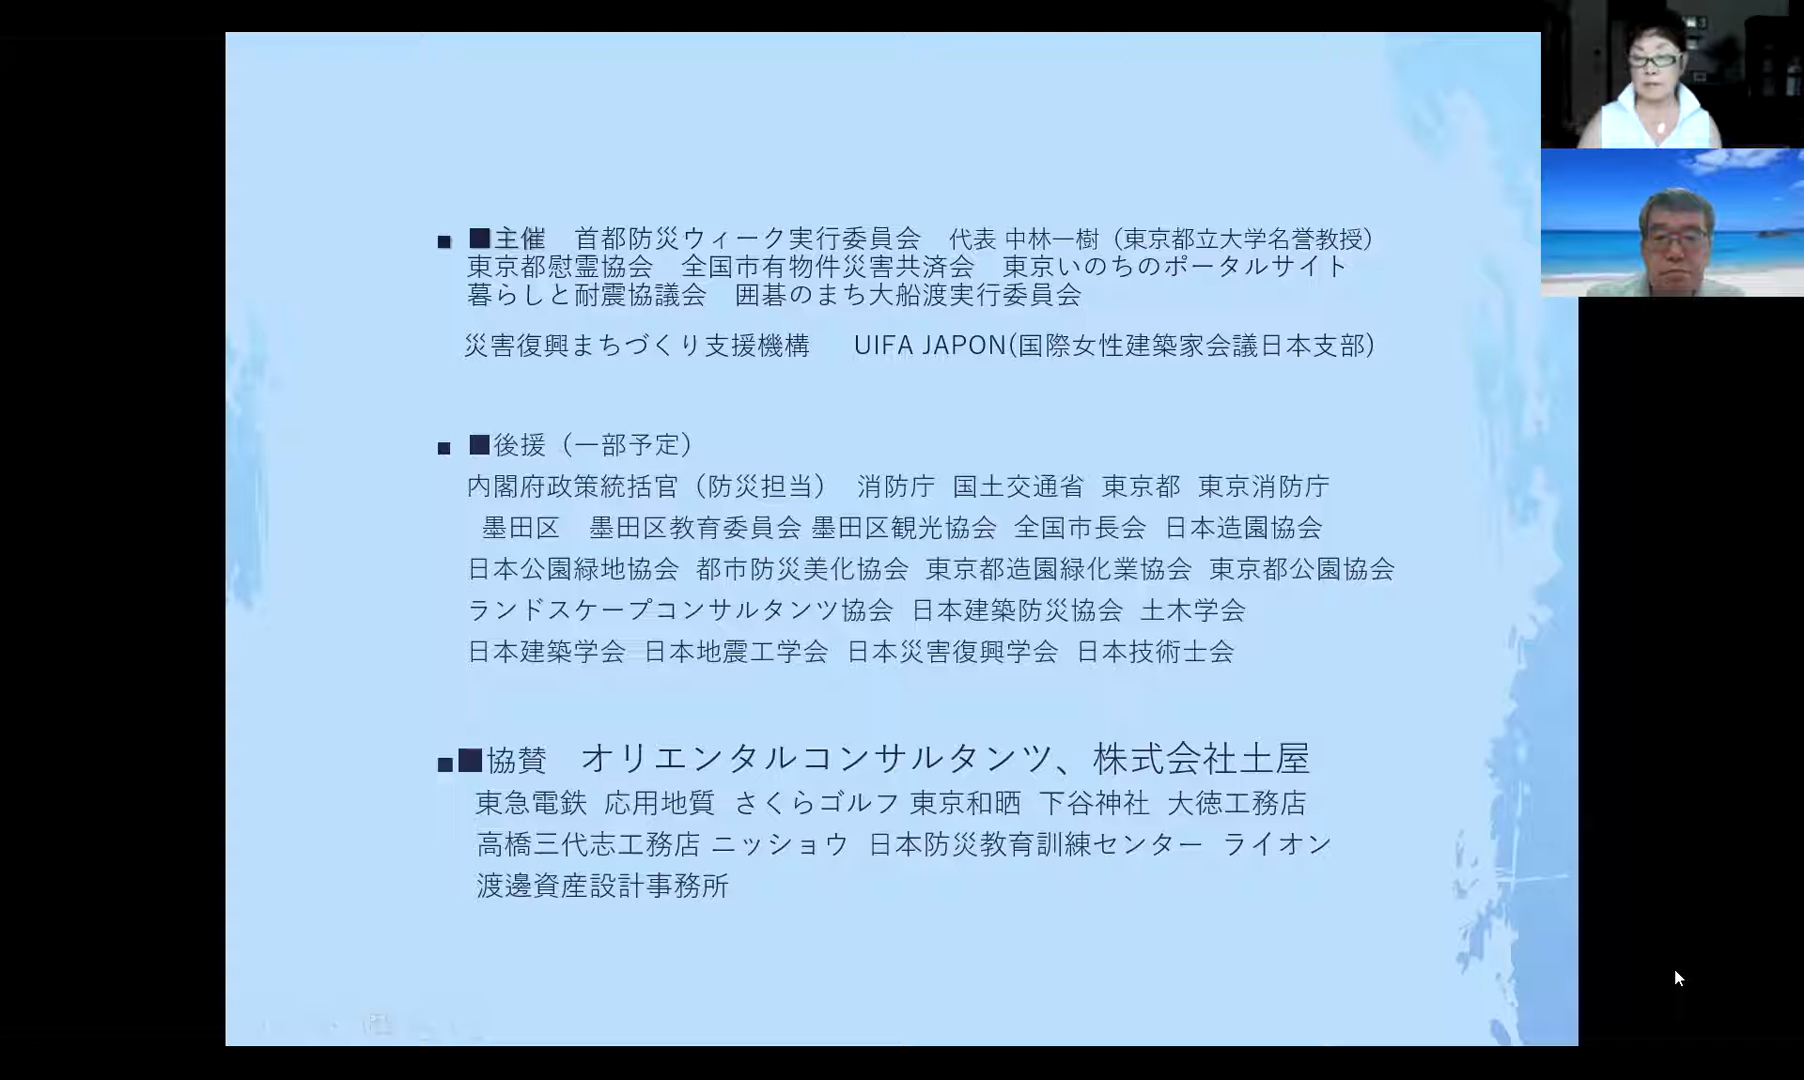 ■ ■主催　首都防災ウィーク実行委員会　代表 中林一樹（東京都立大学名誉教授）
東京都慰霊協会　全国市有物件災害共済会　東京いのちのポータルサイト
暮らしと耐震協議会　囲碁のまち大船渡実行委員会
災害復興まちづくり支援機構　UIFA JAPON(国際女性建築家会議日本支部)
■ ■後援（一部予定）
内閣府政策統括官（防災担当）　消防庁　国土交通省　東京都　東京消防庁
墨田区　墨田区教育委員会 墨田区観光協会　全国市長会　日本造園協会
日本公園緑地協会　都市防災美化協会　東京都造園緑化業協会　東京都公園協会
ランドスケープコンサルタンツ協会　日本建築防災協会　土木学会
日本建築学会　日本地震工学会　日本災害復興学会　日本技術士会
■■協賛　オリエンタルコンサルタンツ、株式会社土屋
東急電鉄　応用地質　さくらゴルフ 東京和晒　下谷神社　大徳工務店
高橋三代志工務店 ニッショウ　日本防災教育訓練センター　ライオン
渡邊資産設計事務所